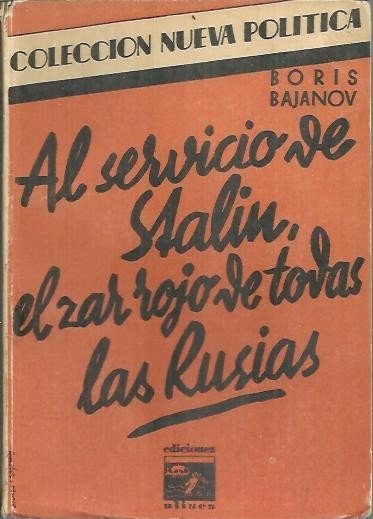 COLECCION NUEVA POLITICA
BORIS
BAJANOV
Al servicio de
Stalin,
el zar rojo de todas
las Rusias
ediciones
ulises